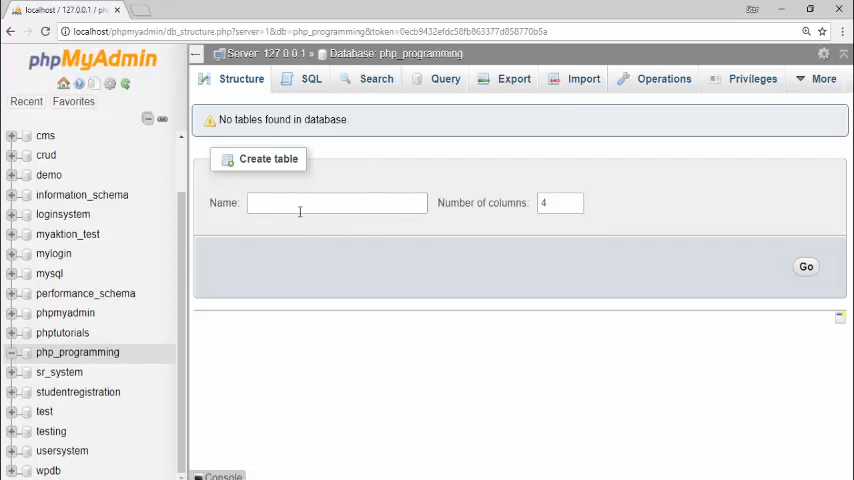 localhost / 127.0.0.1 / ph
localhost/phpmyadmin/db_structure.php?server=1&db=php_programming&token=0ecb9432efdc58fb863377d858770b5a
phpMyAdmin
Recent Favorites
cms
crud
demo
information_schema
loginsystem
myaktion_test
mylogin
mysql
performance_schema
phpmyadmin
phptutorials
php_programming
sr_system
studentregistration
test
testing
usersystem
wpdb
Server: 127.0.0.1 » Database: php_programming
Structure SQL Search Query Export Import Operations Privileges More
No tables found in database.
Create table
Name: Number of columns: 4
Go
Console